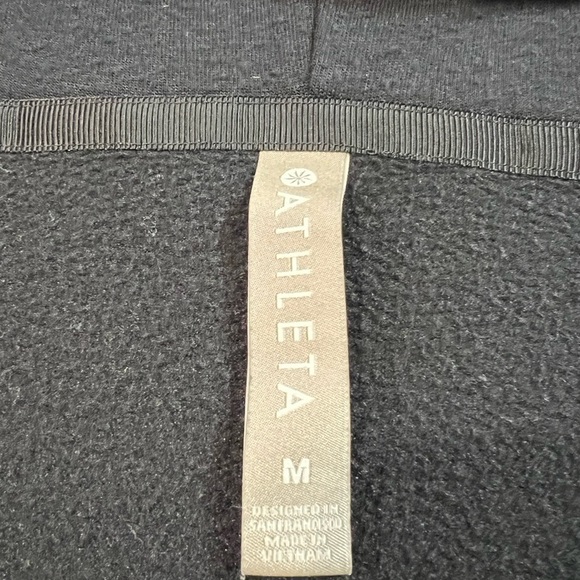 ATHLETA
M
DESIGNED IN
SAN FRANCISCO
MADE IN
VIETNAM